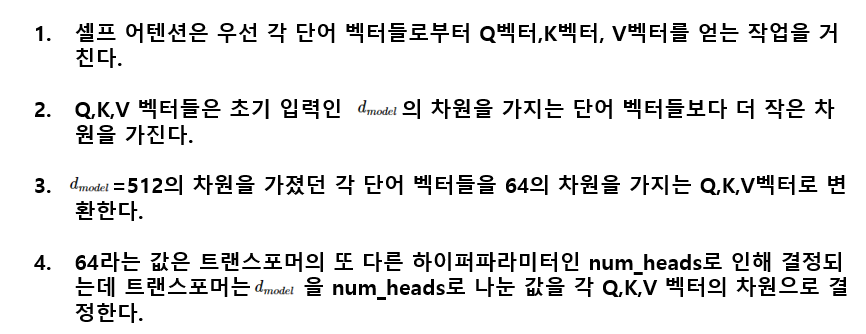 1. 셀프 어텐션은 우선 각 단어 벡터들로부터 Q벡터,K벡터, V벡터를 얻는 작업을 거
친다.
2. Q,K,V 벡터들은 초기 입력인 d_model 의 차원을 가지는 단어 벡터들보다 더 작은 차
원을 가진다.
3. d_model =512의 차원을 가졌던 각 단어 벡터들을 64의 차원을 가지는 Q,K,V벡터로 변
환한다.
4. 64라는 값은 트랜스포머의 또 다른 하이퍼파라미터인 num_heads로 인해 결정되
는데 트랜스포머는 d_model 을 num_heads로 나눈 값을 각 Q,K,V 벡터의 차원으로 결
정한다.